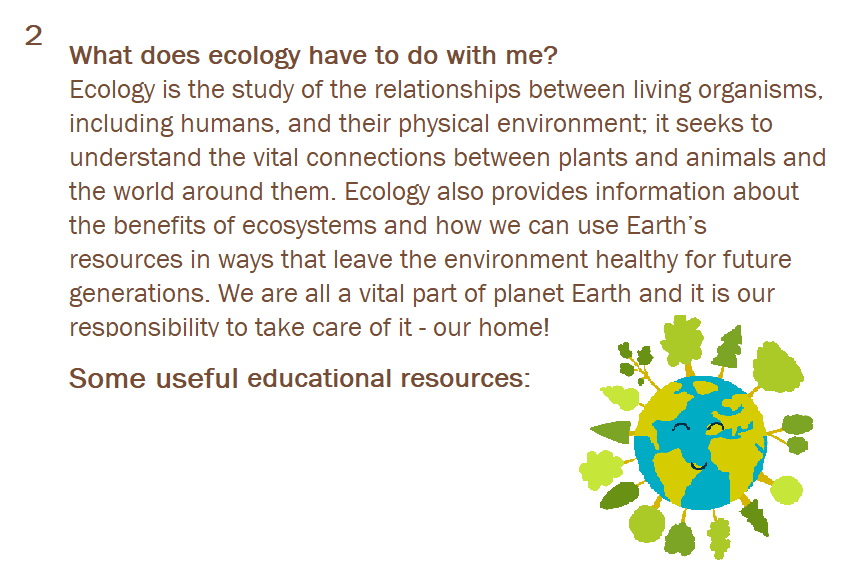 2
What does ecology have to do with me?
Ecology is the study of the relationships between living organisms,
including humans, and their physical environment; it seeks to
understand the vital connections between plants and animals and
the world around them. Ecology also provides information about
the benefits of ecosystems and how we can use Earth’s
resources in ways that leave the environment healthy for future
generations. We are all a vital part of planet Earth and it is our
responsibility to take care of it - our home!
Some useful educational resources: